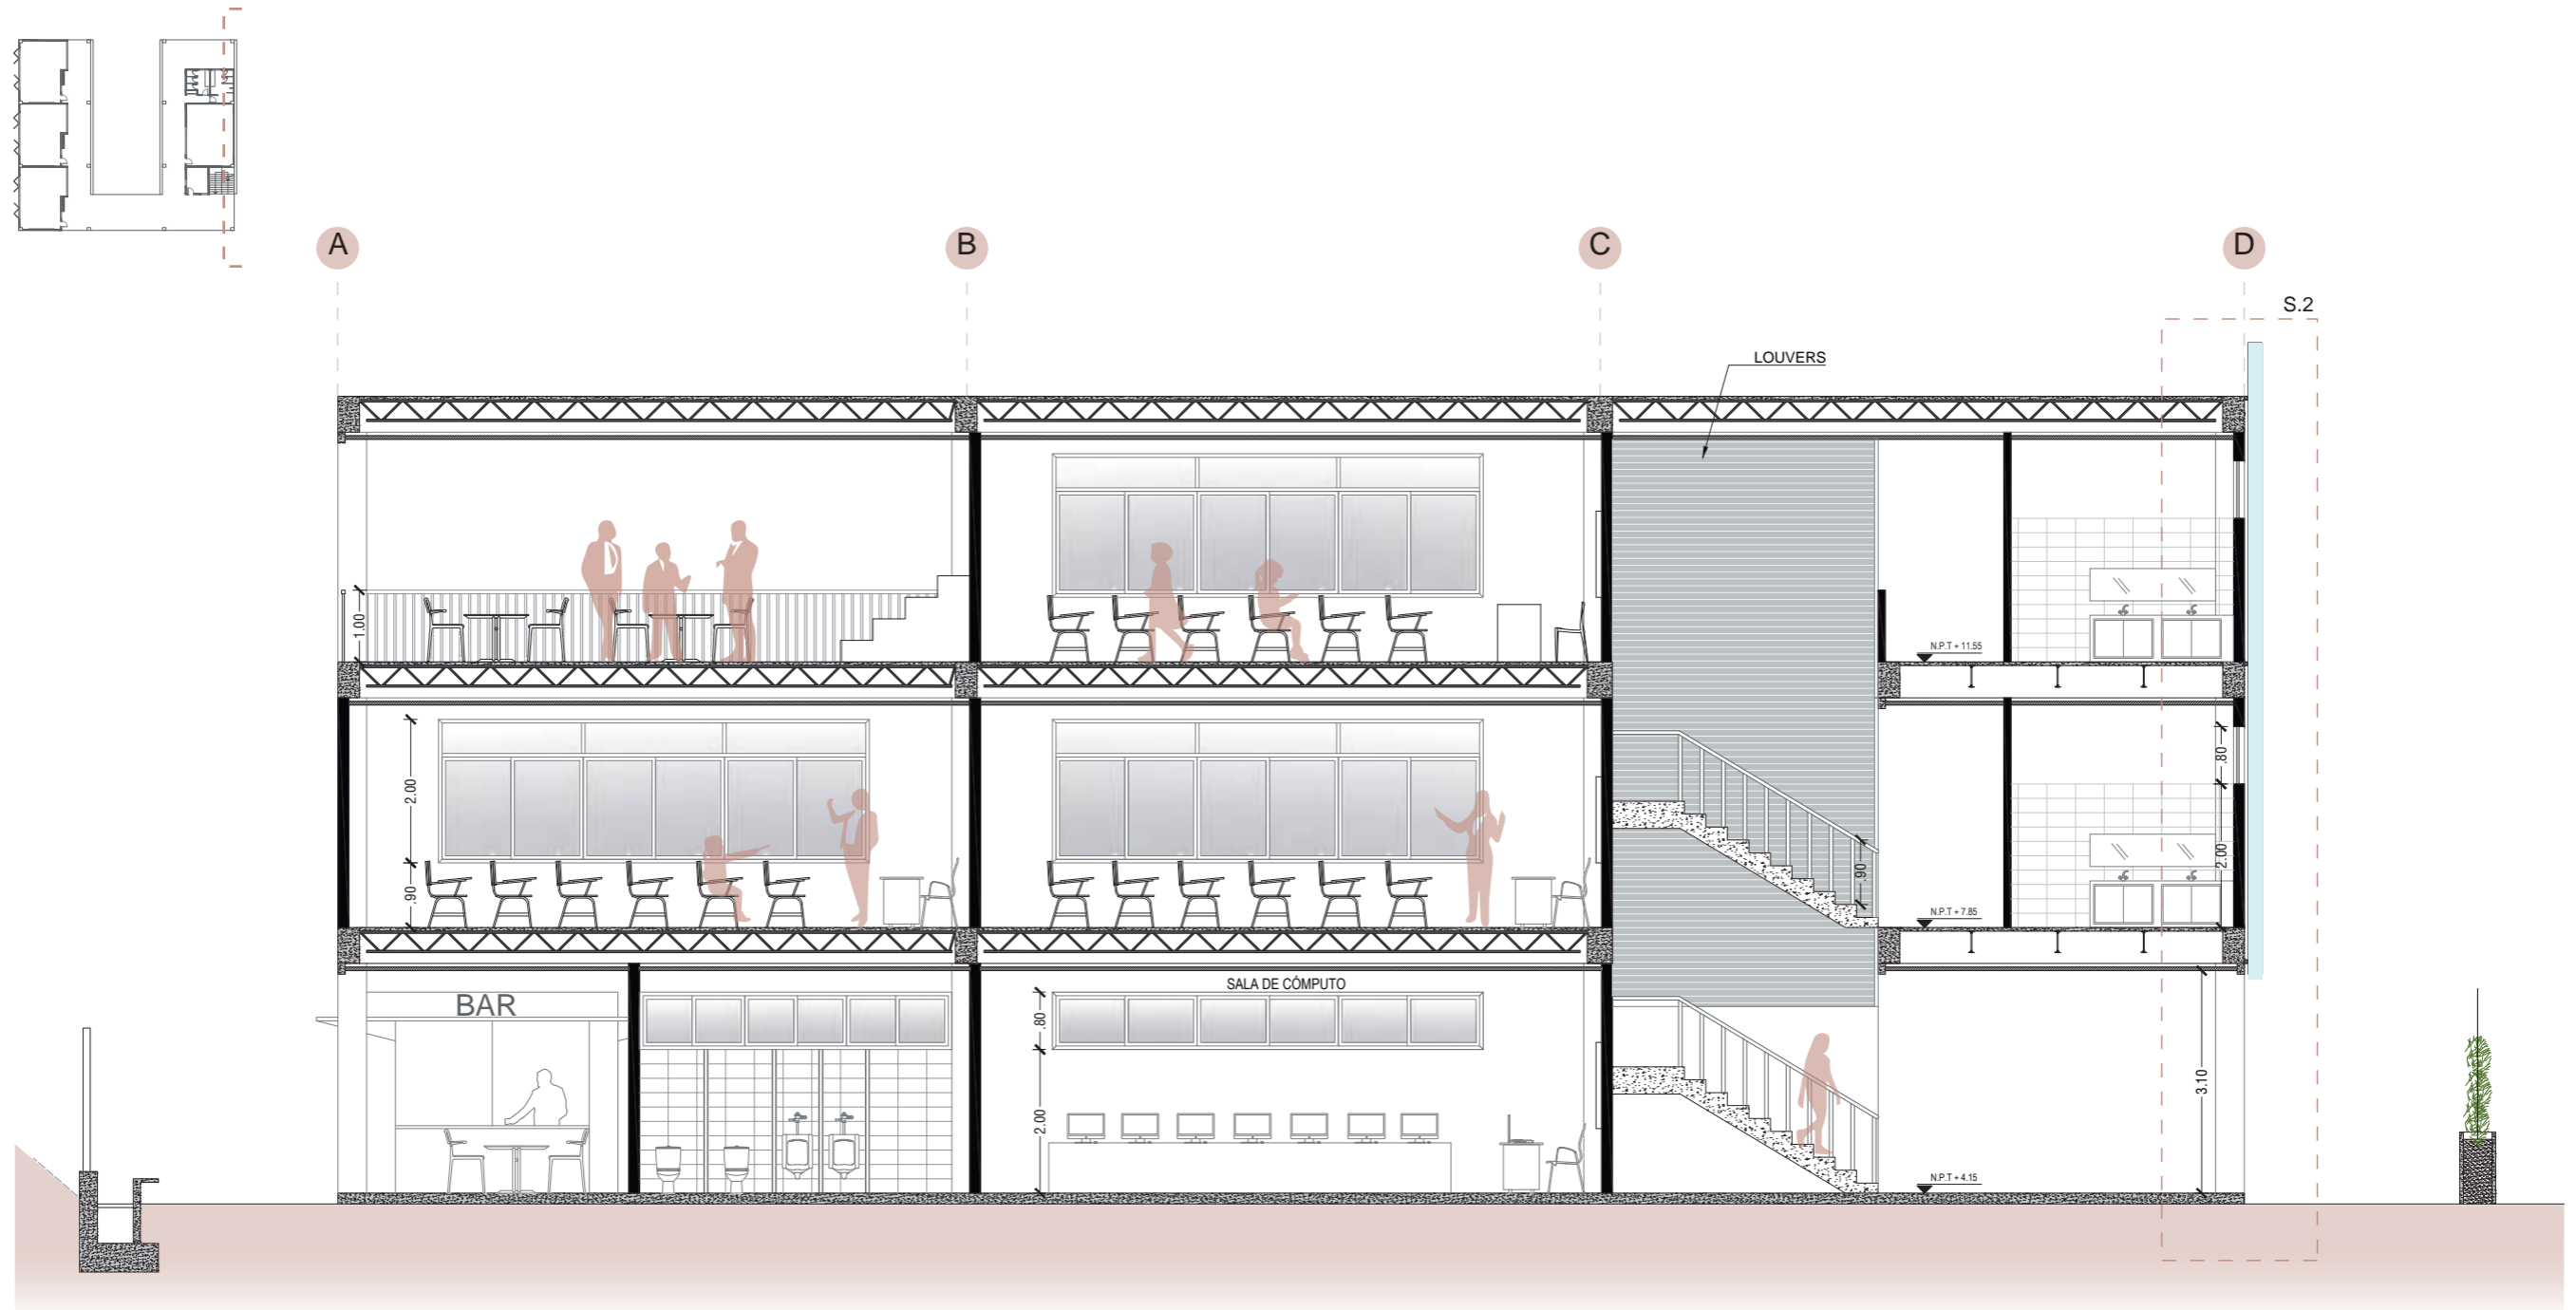 A
B
C
D
S.2
LOUVERS
1.00
N.P.T + 11.55
2.00
.90
.90
.80
2.00
N.P.T + 7.85
BAR
SALA DE CÓMPUTO
.80
2.00
3.10
N.P.T + 4.15